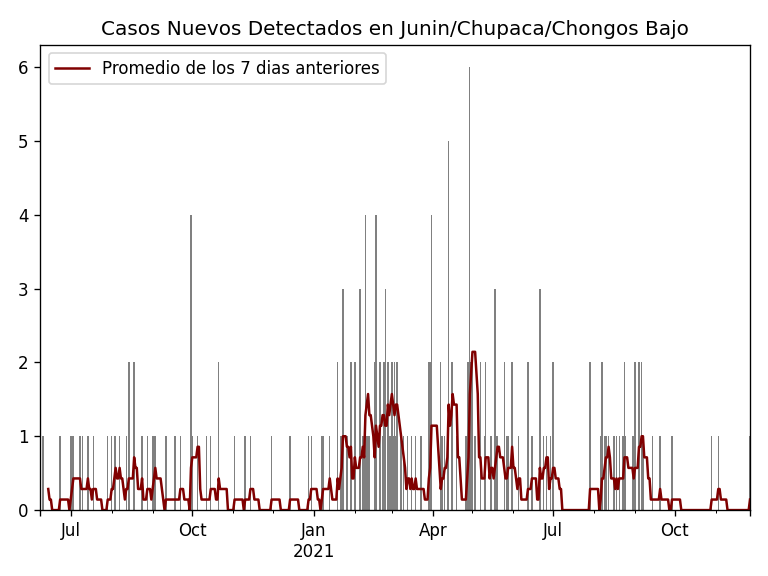 Casos Nuevos Detectados en Junin/Chupaca/Chongos Bajo
Promedio de los 7 dias anteriores
6
5
4
3
2
1
0
Jul
Oct
Jan
2021
Apr
Jul
Oct